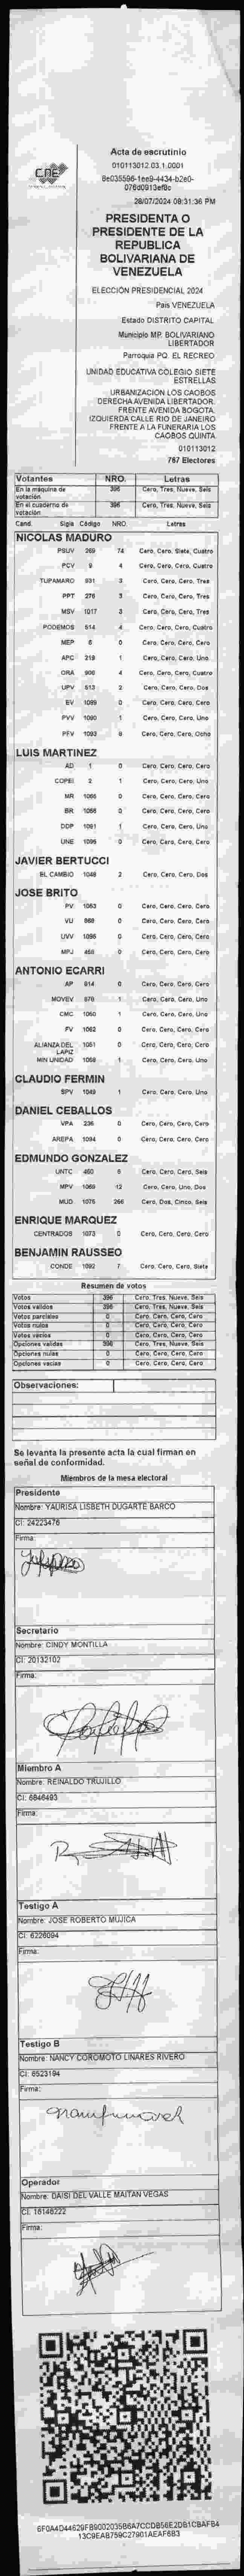 CNE
Acta de escrutinio
010113012.03.1.0001
28/07/2024 08:31:36 PM
PRESIDENTA O
PRESIDENTE DE LA
REPUBLICA
BOLIVARIANA DE
VENEZUELA
ELECCIÓN PRESIDENCIAL 2024
País VENEZUELA
Estado DISTRITO CAPITAL
Municipio MP. BOLIVARIANO
LIBERTADOR
Parroquia PQ. EL RECREO
UNIDAD EDUCATIVA COLEGIO SIETE
ESTRELLAS
URBANIZACION LOS CAOBOS
DERECHA AVENIDA LIBERTADOR.
FRENTE AVENIDA BOGOTA.
IZQUIERDA CALLE RIO DE JANEIRO
FRENTE A LA FUNERARIA LOS
CAOBOS QUINTA
010113012
767 Electores
Votantes NRO. Letras
En la máquina de votación 396 Cero, Tres, Nueve, Seis
En el cuaderno de votación 396 Cero, Tres, Nueve, Seis
Cand. Sigla Código NRO. Letras
NICOLAS MADURO
PSUV 269 74 Cero, Cero, Siete, Cuatro
PCV 9 4 Cero, Cero, Cero, Cuatro
TUPAMARO 931 3 Cero, Cero, Cero, Tres
PPT 276 3 Cero, Cero, Cero, Tres
MSV 1017 3 Cero, Cero, Cero, Tres
PODEMOS 514 4 Cero, Cero, Cero, Cuatro
MEP 6 0 Cero, Cero, Cero, Cero
APC 219 1 Cero, Cero, Cero, Uno
ORA 906 4 Cero, Cero, Cero, Cuatro
UPV 513 2 Cero, Cero, Cero, Dos
EV 1089 0 Cero, Cero, Cero, Cero
PVV 1090 1 Cero, Cero, Cero, Uno
PFV 1093 8 Cero, Cero, Cero, Ocho
LUIS MARTINEZ
AD 1 0 Cero, Cero, Cero, Cero
COPEI 2 1 Cero, Cero, Cero, Uno
MR 1066 0 Cero, Cero, Cero, Cero
BR 1056 0 Cero, Cero, Cero, Cero
DDP 1091 1 Cero, Cero, Cero, Uno
UNE 1096 0 Cero, Cero, Cero, Cero
JAVIER BERTUCCI
EL CAMBIO 1048 2 Cero, Cero, Cero, Dos
JOSE BRITO
PV 1053 0 Cero, Cero, Cero, Cero
VU 868 0 Cero, Cero, Cero, Cero
UVV 1095 0 Cero, Cero, Cero, Cero
MPJ 458 0 Cero, Cero, Cero, Cero
ANTONIO ECARRI
AP 914 0 Cero, Cero, Cero, Cero
MOVEV 970 1 Cero, Cero, Cero, Uno
CMC 1050 1 Cero, Cero, Cero, Uno
FV 1062 0 Cero, Cero, Cero, Cero
ALIANZA DEL LAPIZ 1051 0 Cero, Cero, Cero, Cero
MIN UNIDAD 1058 1 Cero, Cero, Cero, Uno
CLAUDIO FERMIN
SPV 1049 1 Cero, Cero, Cero, Uno
DANIEL CEBALLOS
VPA 236 0 Cero, Cero, Cero, Cero
AREPA 1094 0 Cero, Cero, Cero, Cero
EDMUNDO GONZALEZ
UNTC 460 6 Cero, Cero, Cero, Seis
MPV 1069 12 Cero, Cero, Uno, Dos
MUD 1075 256 Cero, Dos, Cinco, Seis
ENRIQUE MARQUEZ
CENTRADOS 1073 0 Cero, Cero, Cero, Cero
BENJAMIN RAUSSEO
CONDE 1092 7 Cero, Cero, Cero, Siete
Resumen de votos
Votos 396 Cero, Tres, Nueve, Seis
Votos validos 396 Cero, Tres, Nueve, Seis
Votos parciales 0 Cero, Cero, Cero, Cero
Votos nulos 0 Cero, Cero, Cero, Cero
Votos vacios 0 Cero, Cero, Cero, Cero
Opciones validas 396 Cero, Tres, Nueve, Seis
Opciones nulas 0 Cero, Cero, Cero, Cero
Opciones vacias 0 Cero, Cero, Cero, Cero
Observaciones:
Se levanta la presente acta la cual firman en
señal de conformidad.
Miembros de la mesa electoral
Presidente
Nombre: YAURISA LISBETH DUGARTE BARCO
CI: 24223476
Firma:
Secretario
Nombre: CINDY MONTILLA
CI: 20132102
Firma:
Miembro A
Nombre: REINALDO TRUJILLO
CI: 6846493
Firma:
Testigo A
Nombre: JOSE ROBERTO MUJICA
CI: 6226094
Firma:
Testigo B
Nombre: NANCY COROMOTO LINARES RIVERO
CI: 6523194
Firma:
Operador
Nombre: DAISI DEL VALLE MAITAN VEGAS
CI: 16146222
Firma: